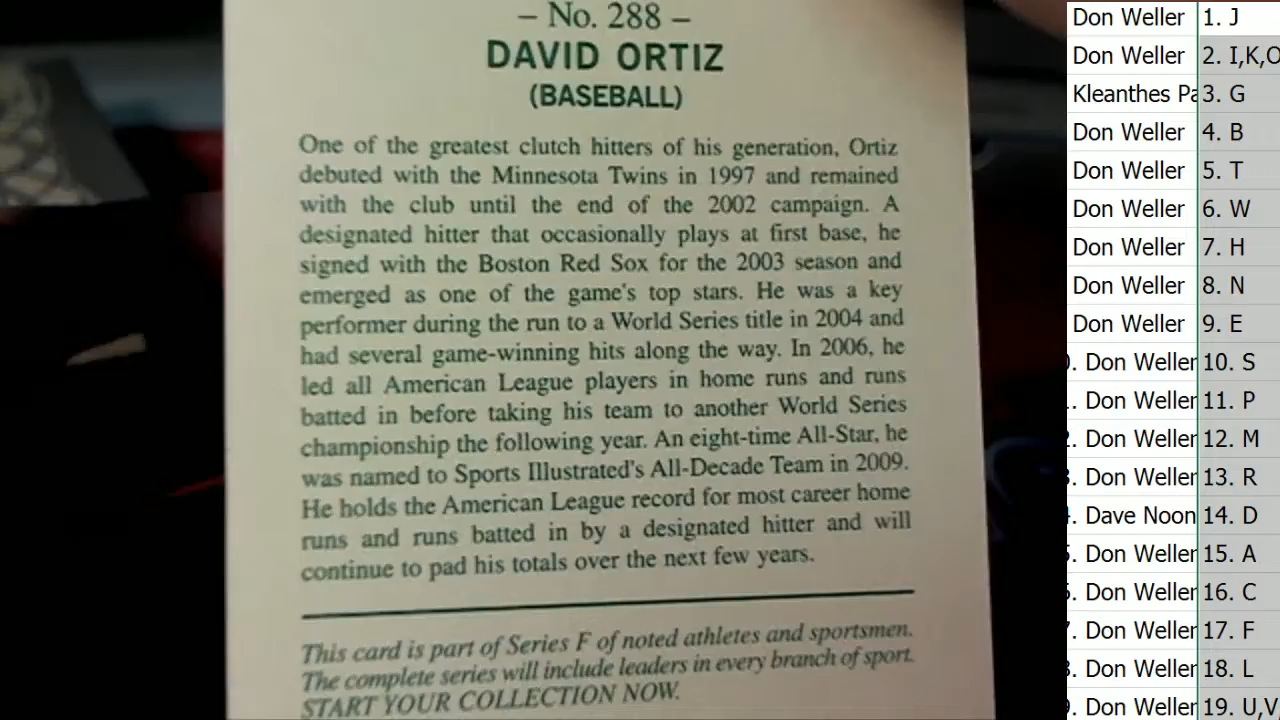 – No. 288 –
DAVID ORTIZ
(BASEBALL)
One of the greatest clutch hitters of his generation, Ortiz
debuted with the Minnesota Twins in 1997 and remained
with the club until the end of the 2002 campaign. A
designated hitter that occasionally plays at first base, he
signed with the Boston Red Sox for the 2003 season and
emerged as one of the game's top stars. He was a key
performer during the run to a World Series title in 2004 and
had several game-winning hits along the way. In 2006, he
led all American League players in home runs and runs
batted in before taking his team to another World Series
championship the following year. An eight-time All-Star, he
was named to Sports Illustrated's All-Decade Team in 2009.
He holds the American League record for most career home
runs and runs batted in by a designated hitter and will
continue to pad his totals over the next few years.
This card is part of Series F of noted athletes and sportsmen.
The complete series will include leaders in every branch of sport.
START YOUR COLLECTION NOW.
Don Weller 1. J
Don Weller 2. I,K,O
Kleanthes Pa 3. G
Don Weller 4. B
Don Weller 5. T
Don Weller 6. W
Don Weller 7. H
Don Weller 8. N
Don Weller 9. E
. Don Weller 10. S
. Don Weller 11. P
. Don Weller 12. M
. Don Weller 13. R
. Dave Noon 14. D
. Don Weller 15. A
. Don Weller 16. C
. Don Weller 17. F
. Don Weller 18. L
. Don Weller 19. U,V